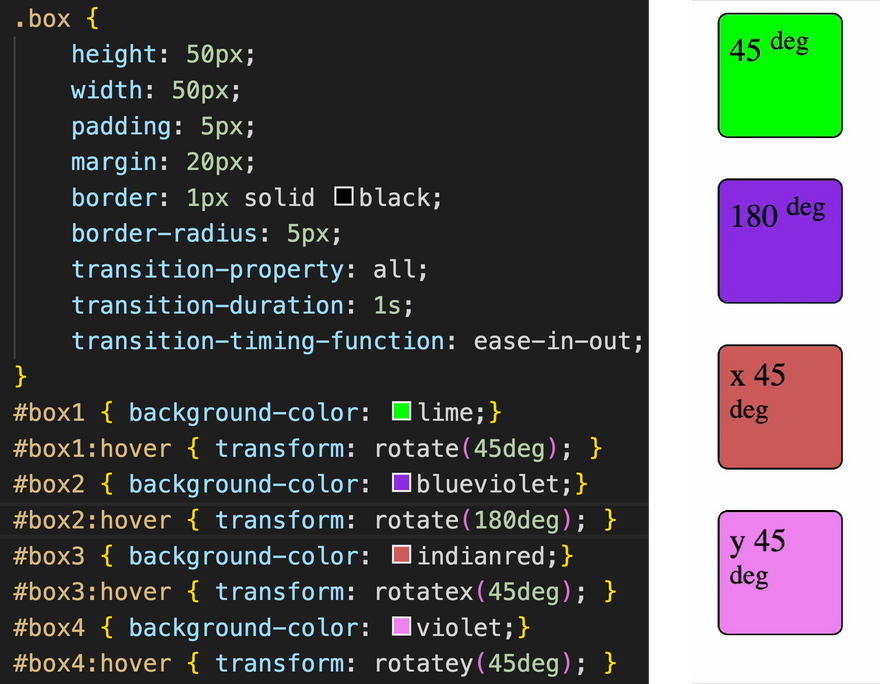 .box {
height: 50px;
width: 50px;
padding: 5px;
margin: 20px;
border: 1px solid black;
border-radius: 5px;
transition-property: all;
transition-duration: 1s;
transition-timing-function: ease-in-out;
}
#box1 { background-color: lime;}
#box1:hover { transform: rotate(45deg); }
#box2 { background-color: blueviolet;}
#box2:hover { transform: rotate(180deg); }
#box3 { background-color: indianred;}
#box3:hover { transform: rotatex(45deg); }
#box4 { background-color: violet;}
#box4:hover { transform: rotatey(45deg); }
45 deg
180 deg
x 45
deg
y 45
deg